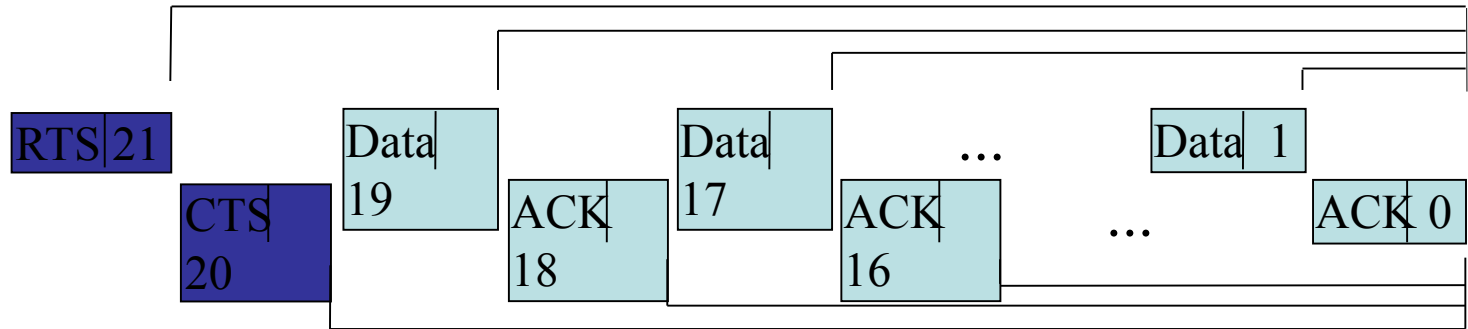 RTS 21
CTS
20
Data
19
ACK
18
Data
17
ACK
16
...
...
Data 1
ACK 0